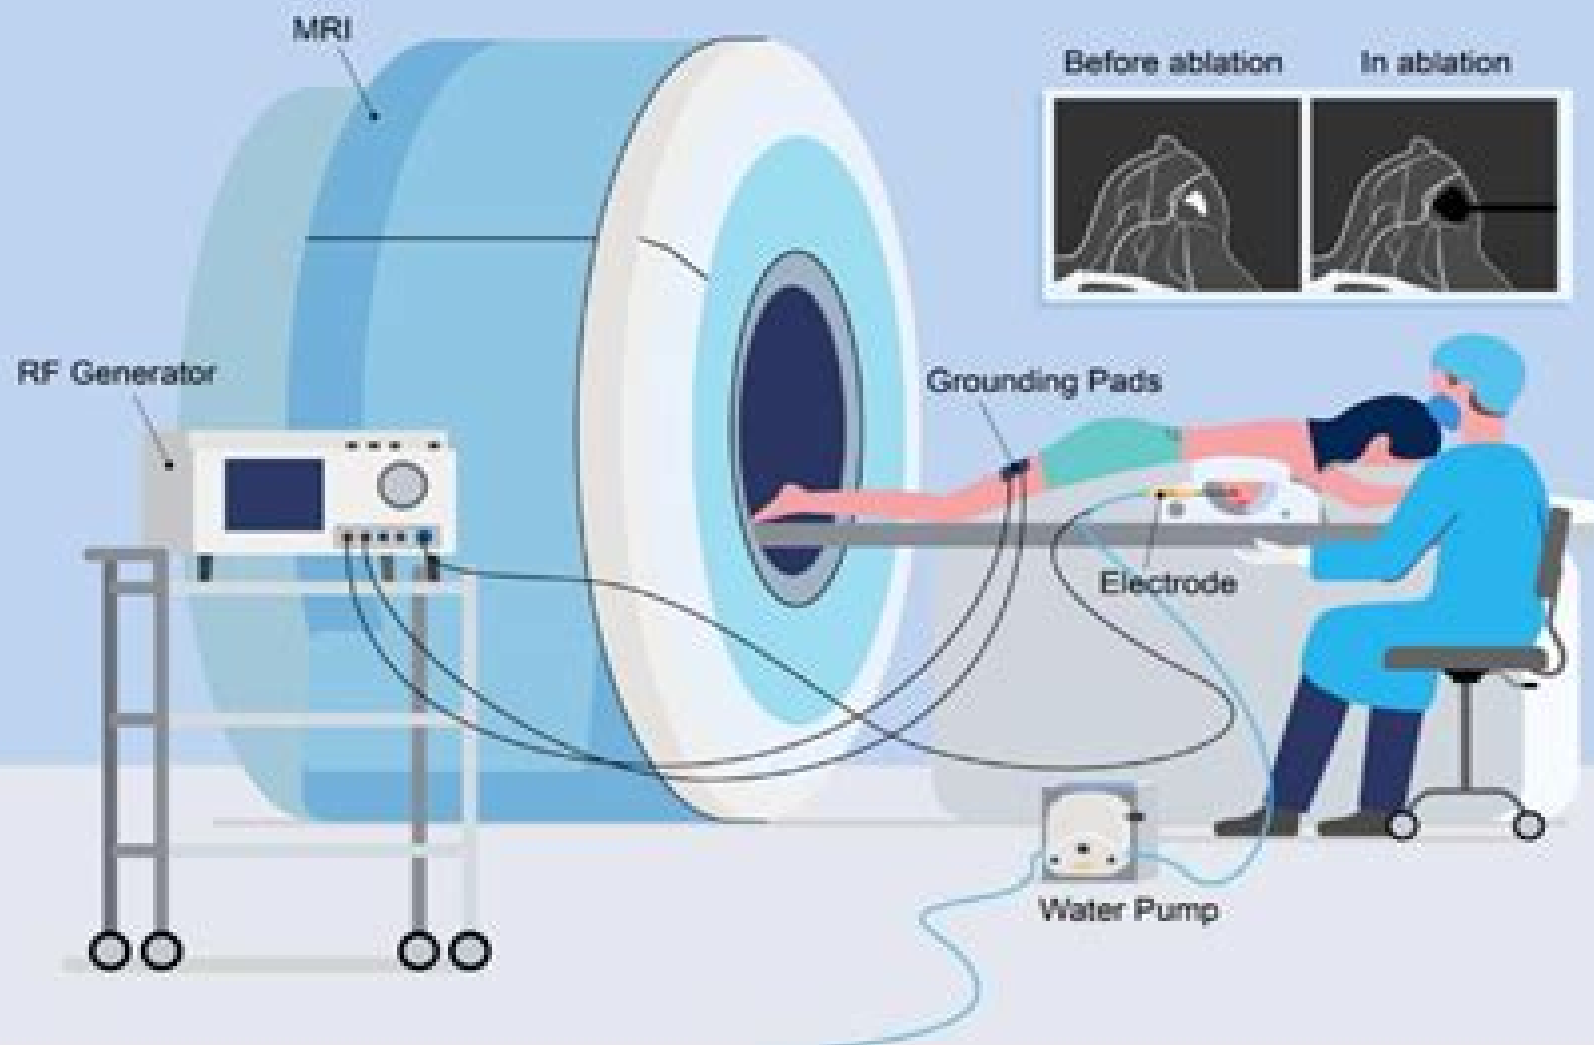 MRI
Before ablation
In ablation
RF Generator
Grounding Pads
Electrode
Water Pump